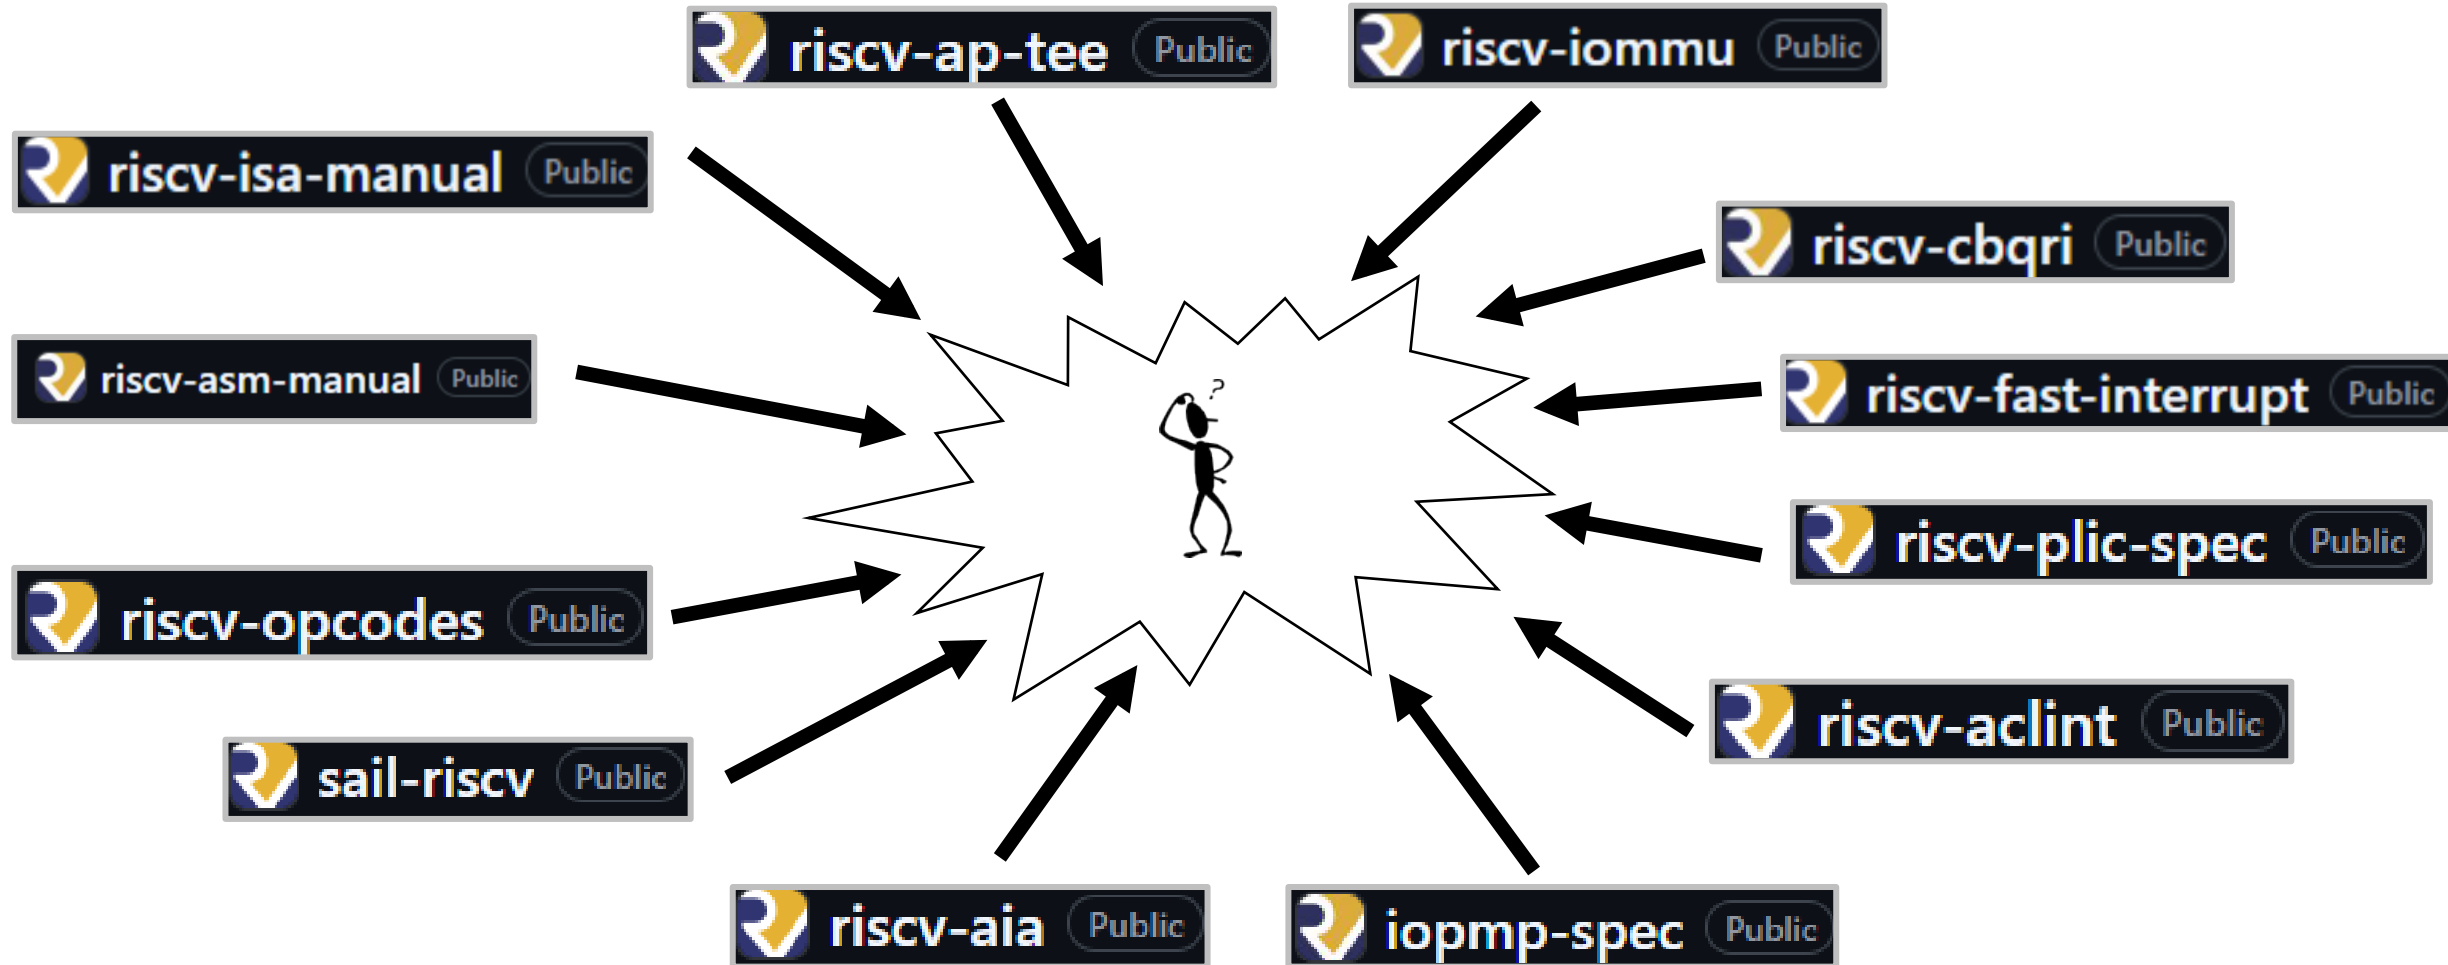 riscv-ap-tee Public
riscv-iommu Public
riscv-isa-manual Public
riscv-cbqri Public
riscv-asm-manual Public
?
riscv-fast-interrupt Public
riscv-plic-spec Public
riscv-opcodes Public
riscv-aclint Public
sail-riscv Public
riscv-aia Public
iopmp-spec Public